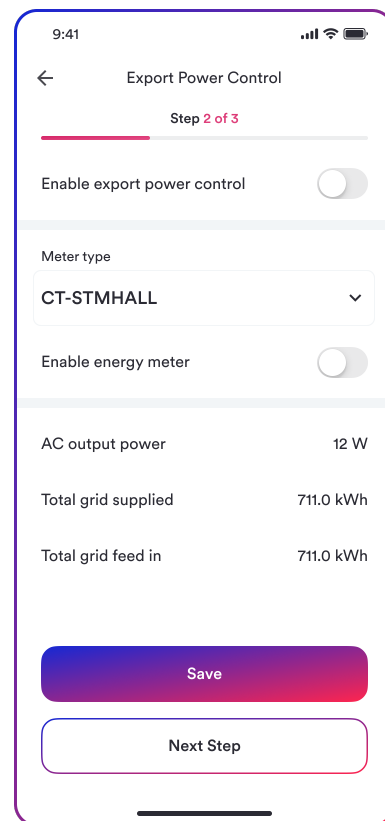 9:41
Export Power Control
Step 2 of 3
Enable export power control
Meter type
CT-STMHALL
Enable energy meter
AC output power 12 W
Total grid supplied 711.0 kWh
Total grid feed in 711.0 kWh
Save
Next Step